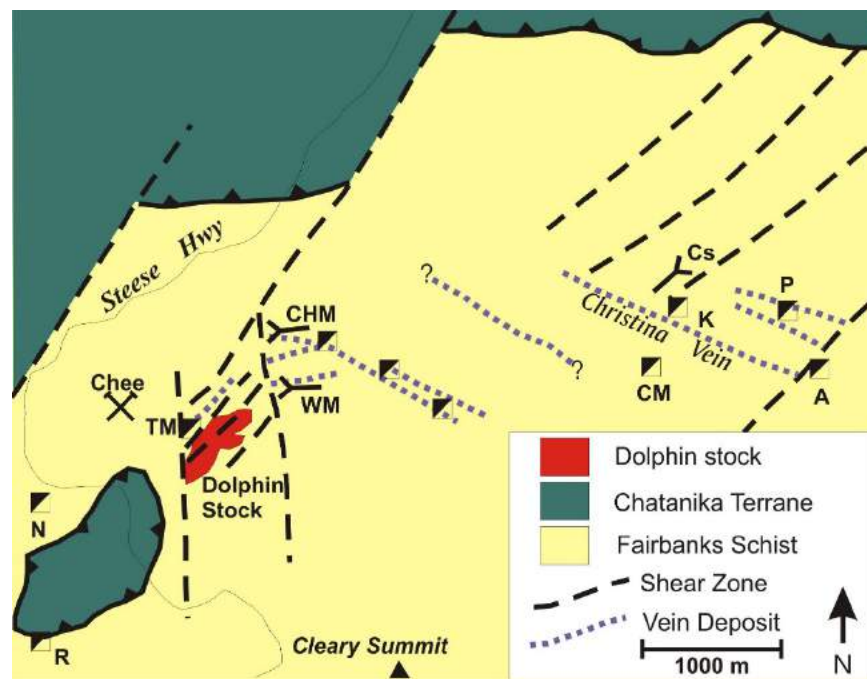 Steese Hwy
Cs
P
?
CHM
Christina Vein
K
Chee
WM
?
CM
A
TM
Dolphin
Stock
N
R
Cleary Summit
Dolphin stock
Chatanika Terrane
Fairbanks Schist
Shear Zone
Vein Deposit
1000 m
N